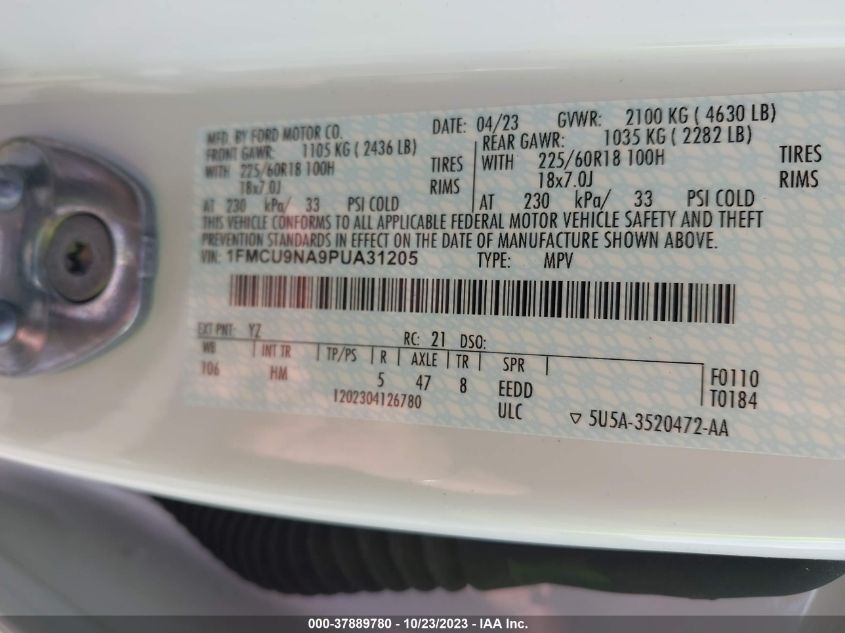 MFD. BY FORD MOTOR CO. DATE: 04/23 GVWR: 2100 KG ( 4630 LB)
FRONT GAWR: 1105 KG ( 2436 LB) REAR GAWR: 1035 KG ( 2282 LB)
WITH 225/60R18 100H TIRES WITH 225/60R18 100H TIRES
18x7.0J RIMS 18x7.0J RIMS
AT 230 kPa/ 33 PSI COLD AT 230 kPa/ 33 PSI COLD
THIS VEHICLE CONFORMS TO ALL APPLICABLE FEDERAL MOTOR VEHICLE SAFETY AND THEFT
PREVENTION STANDARDS IN EFFECT ON THE DATE OF MANUFACTURE SHOWN ABOVE.
VIN: 1FMCU9NA9PUA31205 TYPE: MPV
EXT PNT: YZ RC: 21 DSO:
WB INT TR TP/PS R AXLE TR SPR
106 HM 5 47 8 EEDD F0110
1202304126780 ULC T0184
5U5A-3520472-AA
000-37889780 - 10/23/2023 - IAA Inc.